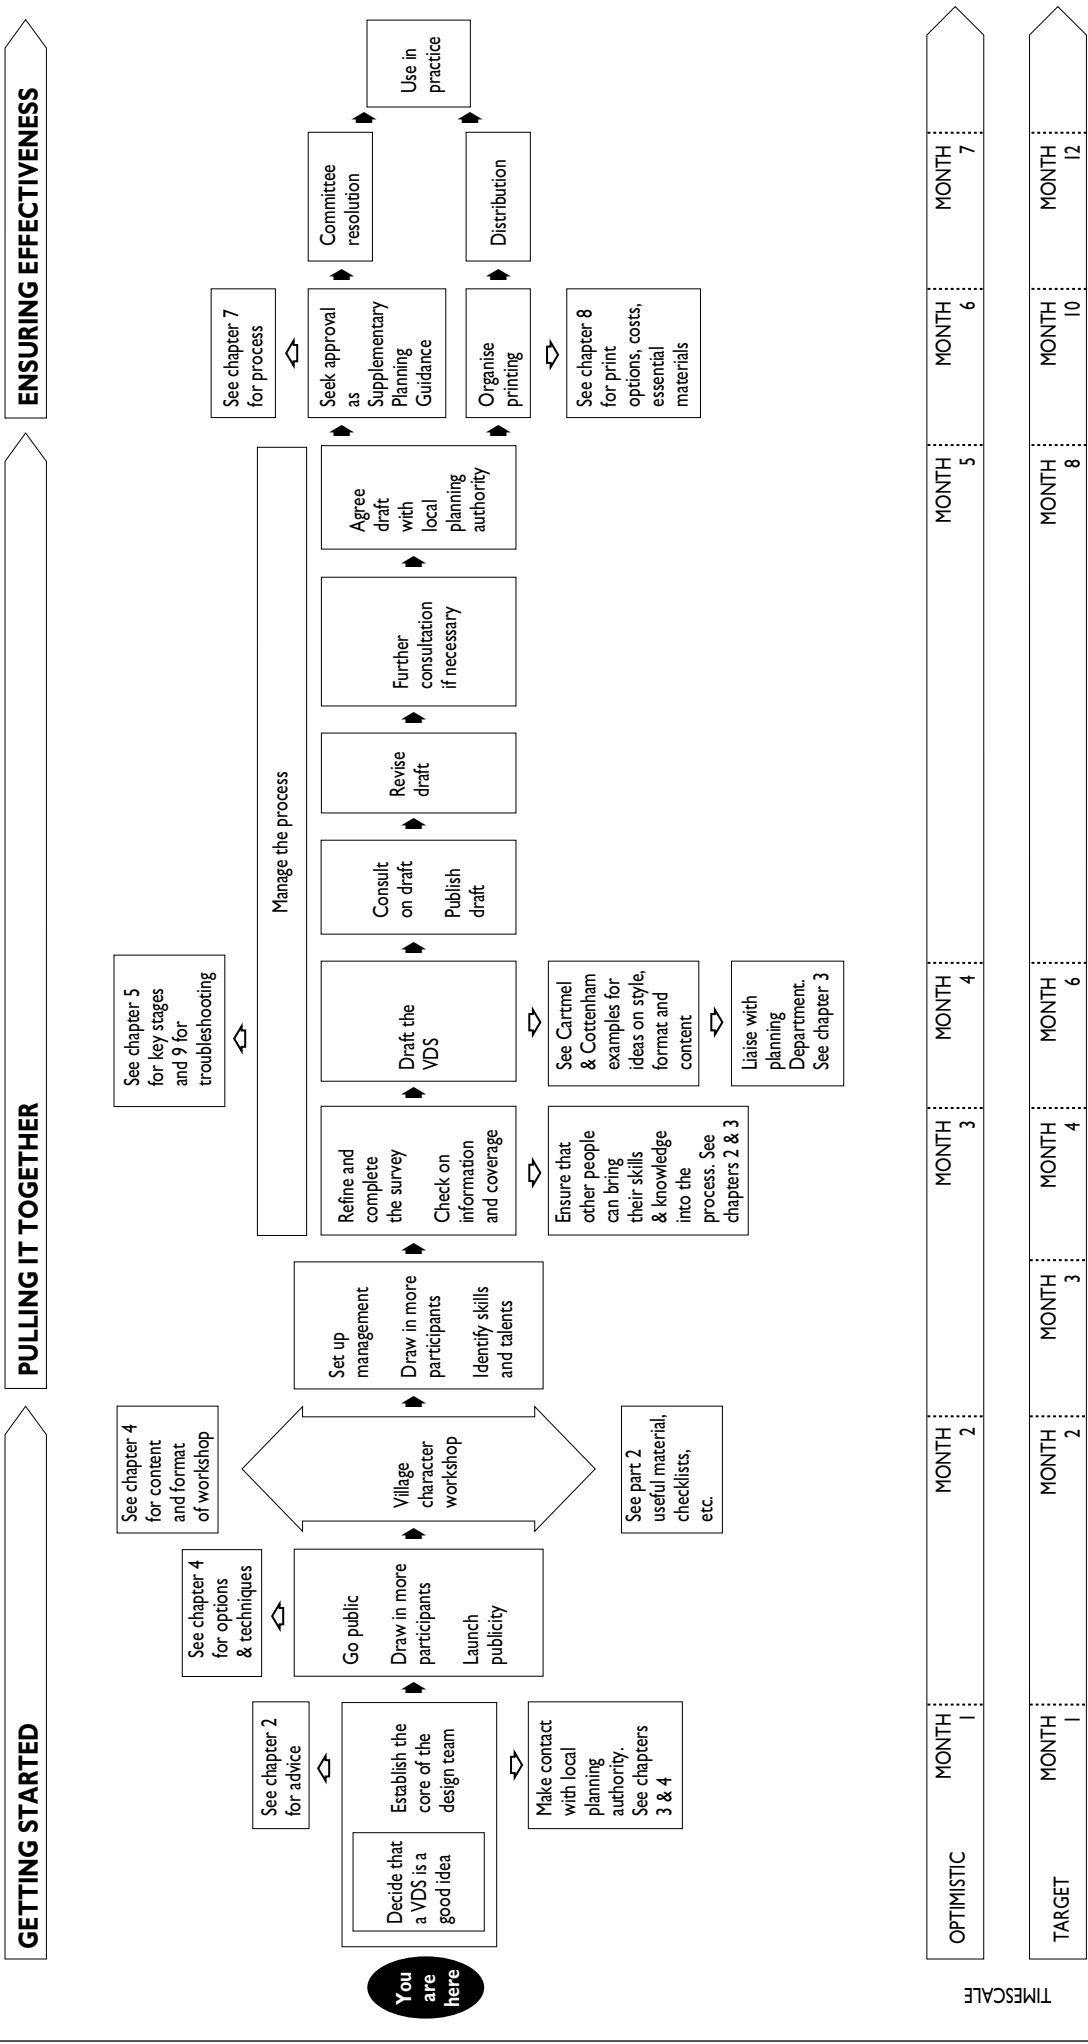 GETTING STARTED
PULLING IT TOGETHER
ENSURING EFFECTIVENESS
You
are
here
Decide that
a VDS is a
good idea
Establish the
core of the
design team
See chapter 2
for advice
Make contact
with local
planning
authority.
See chapters
3 & 4
See chapter 4
for options
& techniques
Go public
Draw in more
participants
Launch
publicity
See chapter 4
for content
and format
of workshop
Village
character
workshop
See part 2
useful material,
checklists,
etc.
Set up
management
Draw in more
participants
Identify skills
and talents
Manage the process
See chapter 5
for key stages
and 9 for
troubleshooting
Refine and
complete
the survey
Check on
information
and coverage
Ensure that
other people
can bring
their skills
& knowledge
into the
process. See
chapters 2 & 3
Draft the
VDS
See Cartmel
& Cottenham
examples for
ideas on style,
format and
content
Liaise with
planning
Department.
See chapter 3
Consult
on draft
Publish
draft
Revise
draft
Further
consultation
if necessary
Agree
draft
with
local
planning
authority
See chapter 7
for process
Seek approval
as
Supplementary
Planning
Guidance
Organise
printing
See chapter 8
for print
options, costs,
essential
materials
Committee
resolution
Distribution
Use in
practice
TIMESCALE
OPTIMISTIC
MONTH
1
MONTH
2
MONTH
3
MONTH
4
MONTH
5
MONTH
6
MONTH
7
TARGET
MONTH
1
MONTH
2
MONTH
3
MONTH
4
MONTH
6
MONTH
8
MONTH
10
MONTH
12